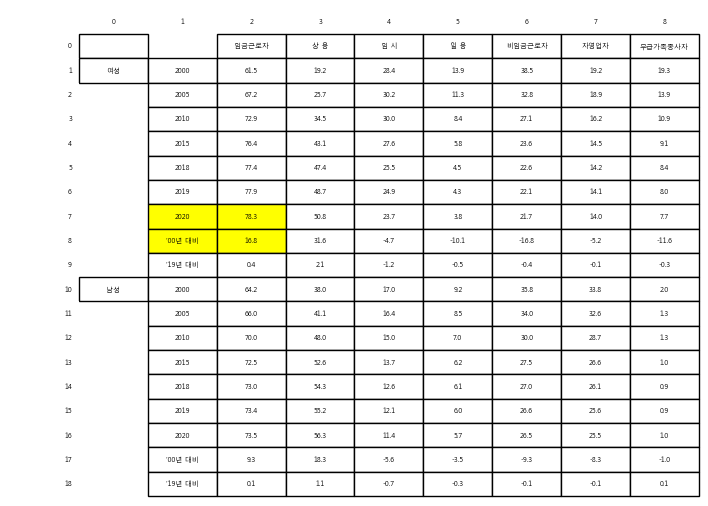 0 1 2 3 4 5 6 7 8
0 임금근로자 상 용 임 시 일 용 비임금근로자 자영업자 무급가족종사자
1 여성 2000 61.5 19.2 28.4 13.9 38.5 19.2 19.3
2 2005 67.2 25.7 30.2 11.3 32.8 18.9 13.9
3 2010 72.9 34.5 30.0 8.4 27.1 16.2 10.9
4 2015 76.4 43.1 27.6 5.8 23.6 14.5 9.1
5 2018 77.4 47.4 25.5 4.5 22.6 14.2 8.4
6 2019 77.9 48.7 24.9 4.3 22.1 14.1 8.0
7 2020 78.3 50.8 23.7 3.8 21.7 14.0 7.7
8 '00년 대비 16.8 31.6 -4.7 -10.1 -16.8 -5.2 -11.6
9 '19년 대비 0.4 2.1 -1.2 -0.5 -0.4 -0.1 -0.3
10 남성 2000 64.2 38.0 17.0 9.2 35.8 33.8 2.0
11 2005 66.0 41.1 16.4 8.5 34.0 32.6 1.3
12 2010 70.0 48.0 15.0 7.0 30.0 28.7 1.3
13 2015 72.5 52.6 13.7 6.2 27.5 26.6 1.0
14 2018 73.0 54.3 12.6 6.1 27.0 26.1 0.9
15 2019 73.4 55.2 12.1 6.0 26.6 25.6 0.9
16 2020 73.5 56.3 11.4 5.7 26.5 25.5 1.0
17 '00년 대비 9.3 18.3 -5.6 -3.5 -9.3 -8.3 -1.0
18 '19년 대비 0.1 1.1 -0.7 -0.3 -0.1 -0.1 0.1